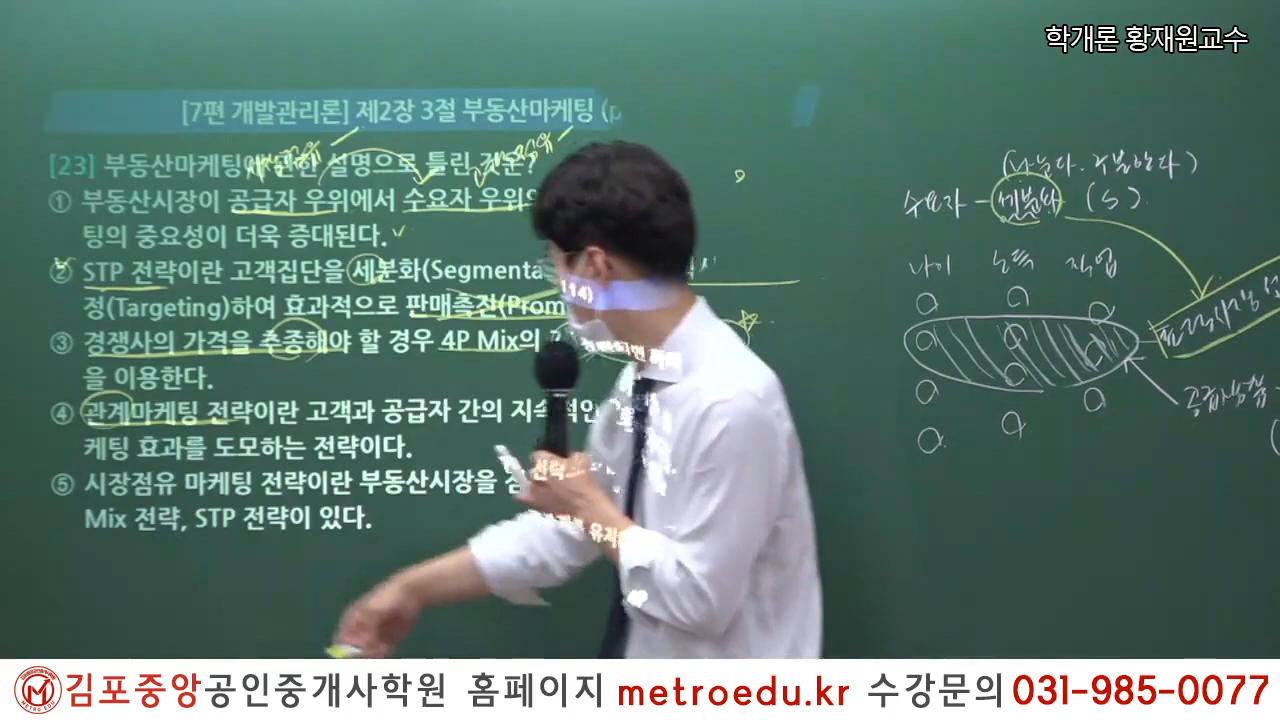 학개론 황재원교수
[7편 개발관리론] 제2장 3절 부동산마케팅 (p
[23] 부동산마케팅에 관한 설명으로 틀린 것은?
① 부동산시장이 공급자 우위에서 수요자 우위의
팅의 중요성이 더욱 증대된다.
② STP 전략이란 고객집단을 세분화(Segmenta
정(Targeting)하여 효과적으로 판매촉진(Prom
③ 경쟁사의 가격을 추종해야 할 경우 4P Mix의
을 이용한다.
④ 관계마케팅 전략이란 고객과 공급자 간의 지속적인
케팅 효과를 도모하는 전략이다.
⑤ 시장점유 마케팅 전략이란 부동산시장을 점
Mix 전략, STP 전략이 있다.
114)
(나눈다. 구분한다)
수요자 - 세분화 (S)
나이 소득 직업
METRO EDU
김포중앙공인중개사학원 홈페이지 metroedu.kr 수강문의 031-985-0077